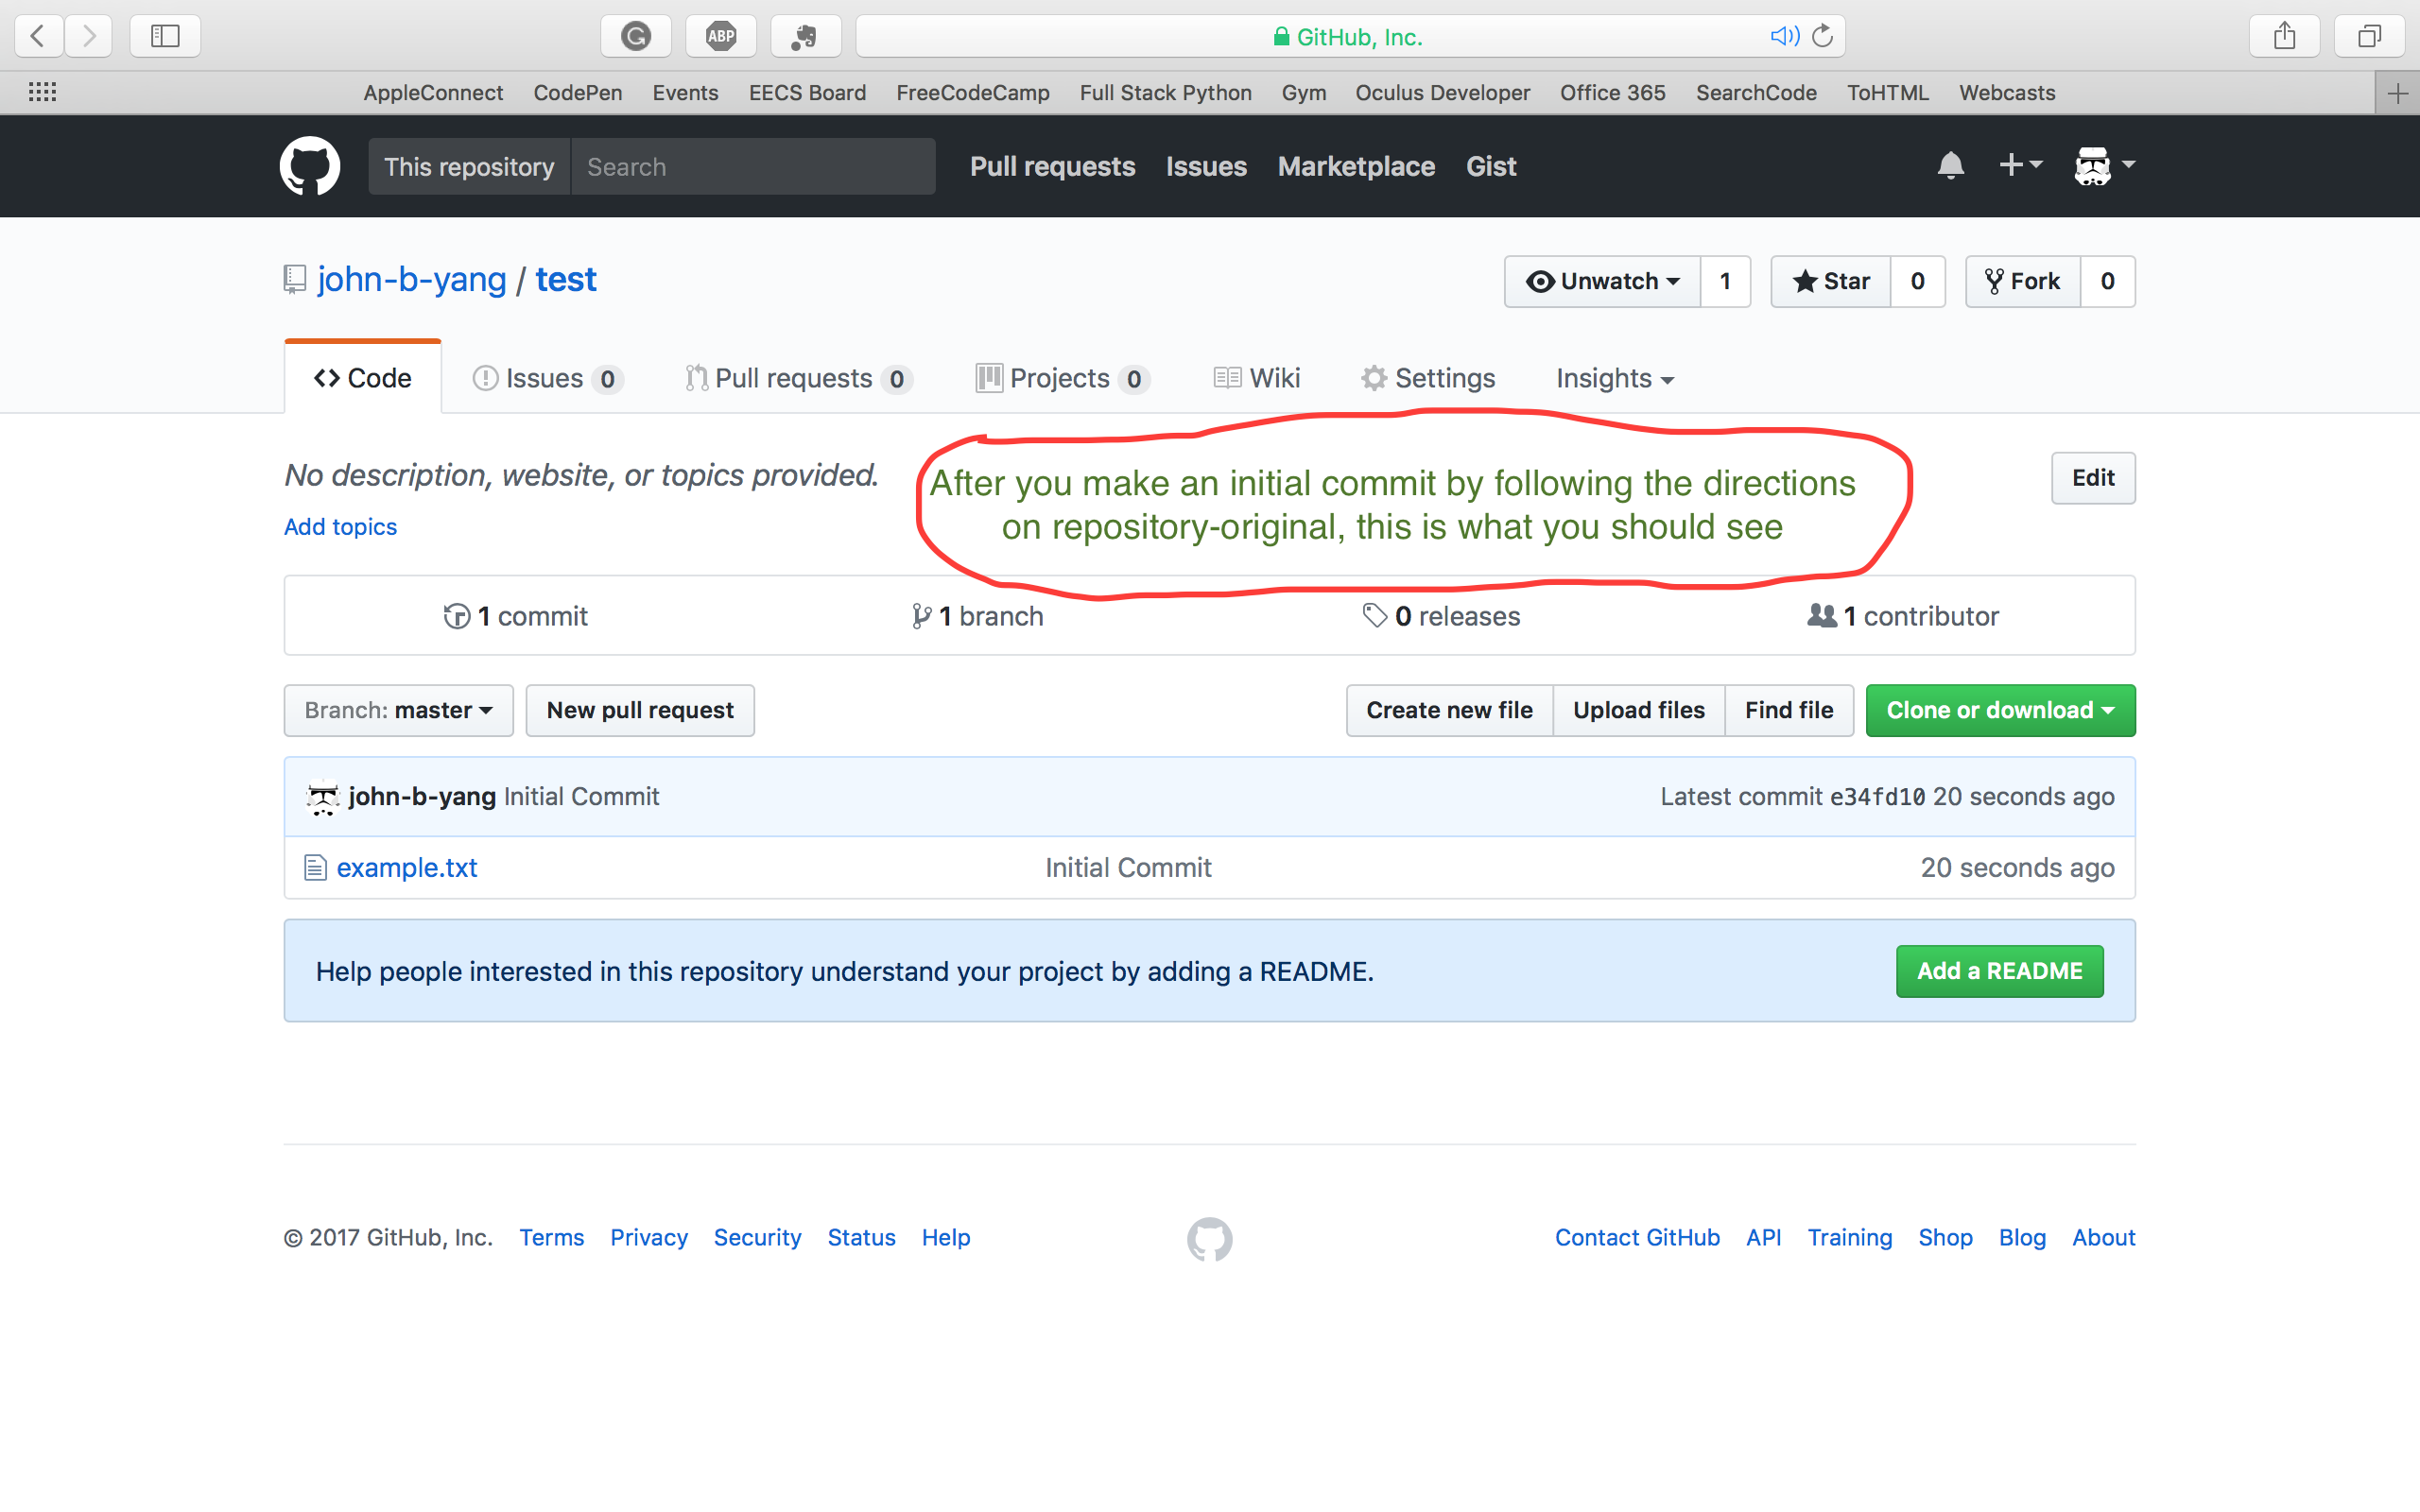 ABP
GitHub, Inc.
AppleConnect CodePen Events EECS Board FreeCodeCamp Full Stack Python Gym Oculus Developer Office 365 SearchCode ToHTML Webcasts
This repository Search Pull requests Issues Marketplace Gist
john-b-yang / test
Unwatch 1 Star 0 Fork 0
Code Issues 0 Pull requests 0 Projects 0 Wiki Settings Insights
No description, website, or topics provided.
Add topics
After you make an initial commit by following the directions
on repository-original, this is what you should see
Edit
1 commit 1 branch 0 releases 1 contributor
Branch: master New pull request Create new file Upload files Find file Clone or download
john-b-yang Initial Commit Latest commit e34fd10 20 seconds ago
example.txt Initial Commit 20 seconds ago
Help people interested in this repository understand your project by adding a README. Add a README
© 2017 GitHub, Inc. Terms Privacy Security Status Help Contact GitHub API Training Shop Blog About